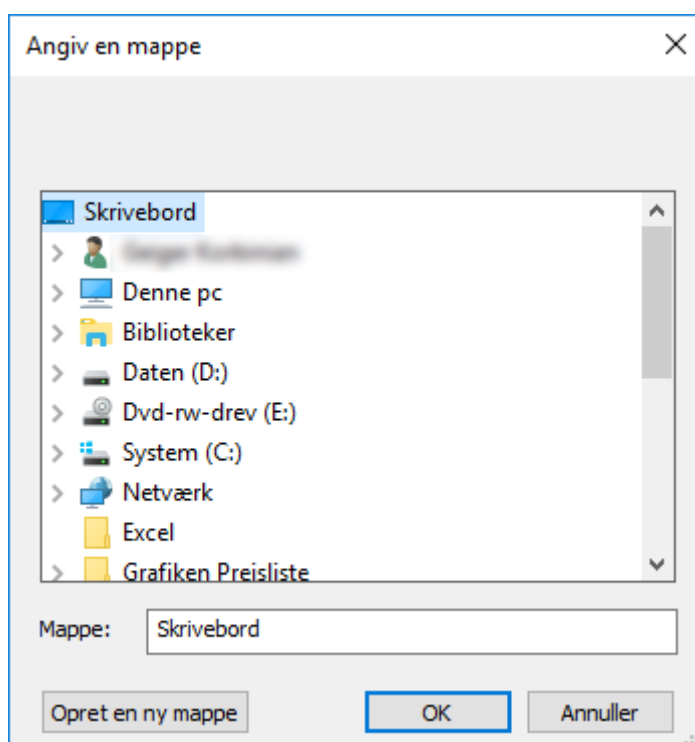 Angiv en mappe
Skrivebord
Denne pc
Biblioteker
Daten (D:)
Dvd-rw-drev (E:)
System (C:)
Netværk
Excel
Grafiken Preisliste
Mappe: Skrivebord
Opret en ny mappe OK Annuller